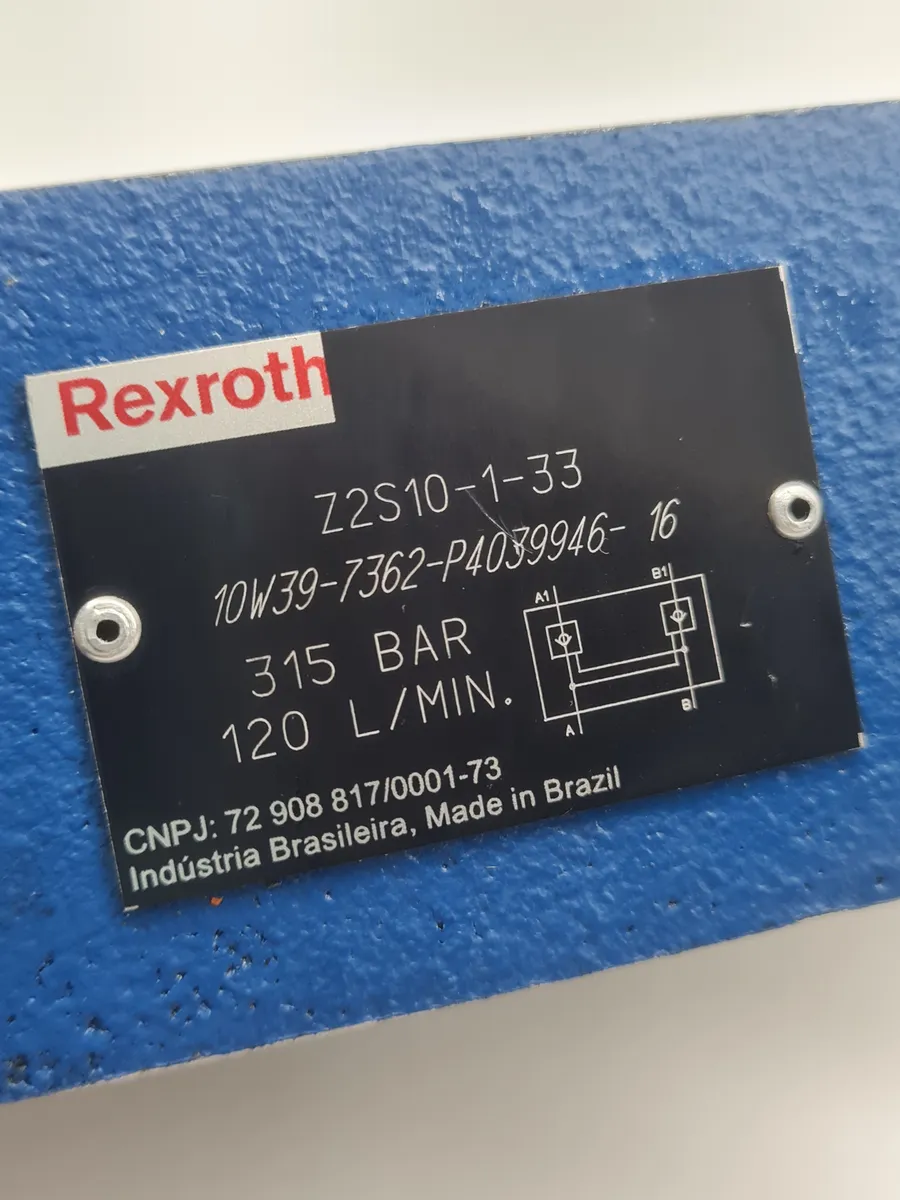 Rexroth
Z2S10-1-33
10W39-7362-P4039946- 16
315 BAR
120 L/MIN.
A1
B1
A
B
CNPJ: 72 908 817/0001-73
Indústria Brasileira, Made in Brazil